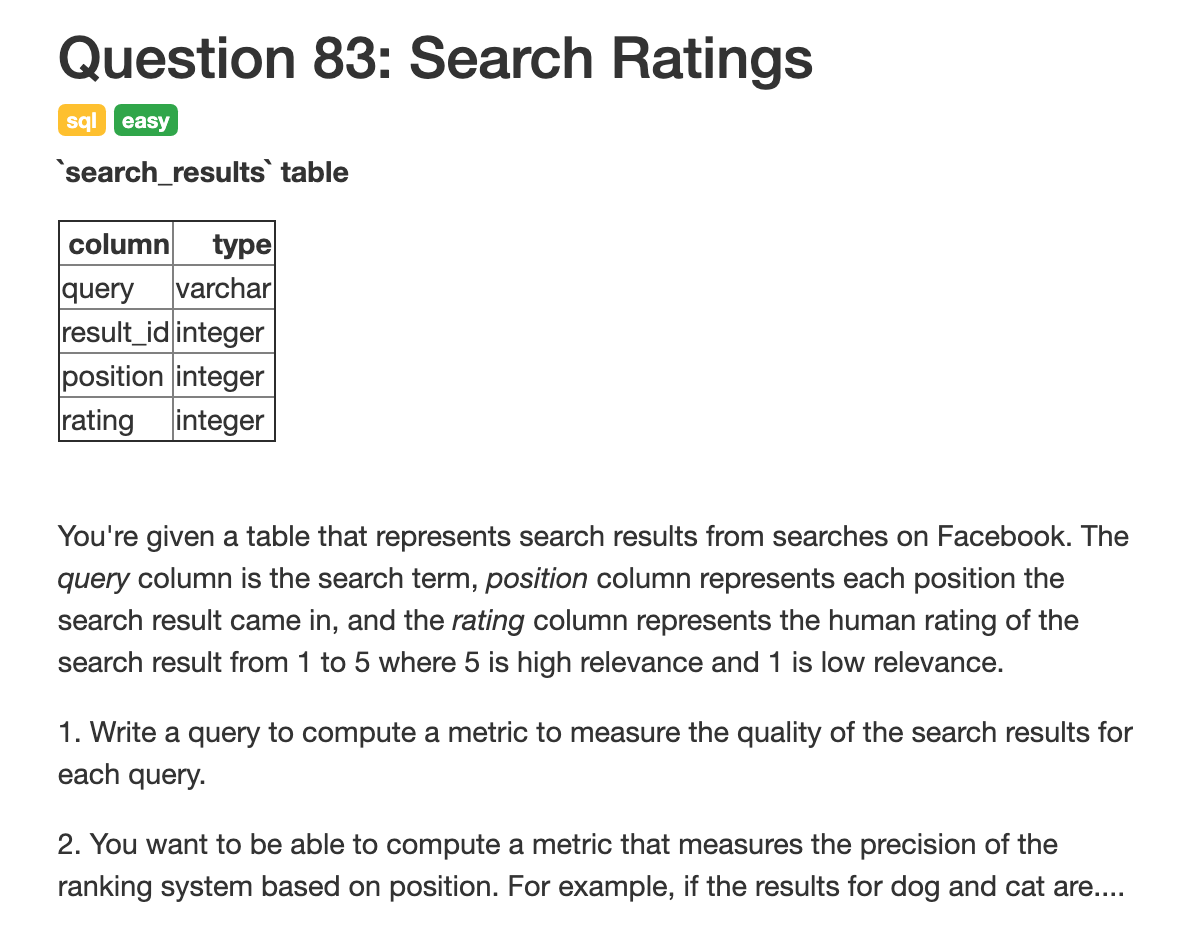 Question 83: Search Ratings
sql easy
`search_results` table
column type
query varchar
result_id integer
position integer
rating integer
You're given a table that represents search results from searches on Facebook. The
query column is the search term, position column represents each position the
search result came in, and the rating column represents the human rating of the
search result from 1 to 5 where 5 is high relevance and 1 is low relevance.
1. Write a query to compute a metric to measure the quality of the search results for
each query.
2. You want to be able to compute a metric that measures the precision of the
ranking system based on position. For example, if the results for dog and cat are....